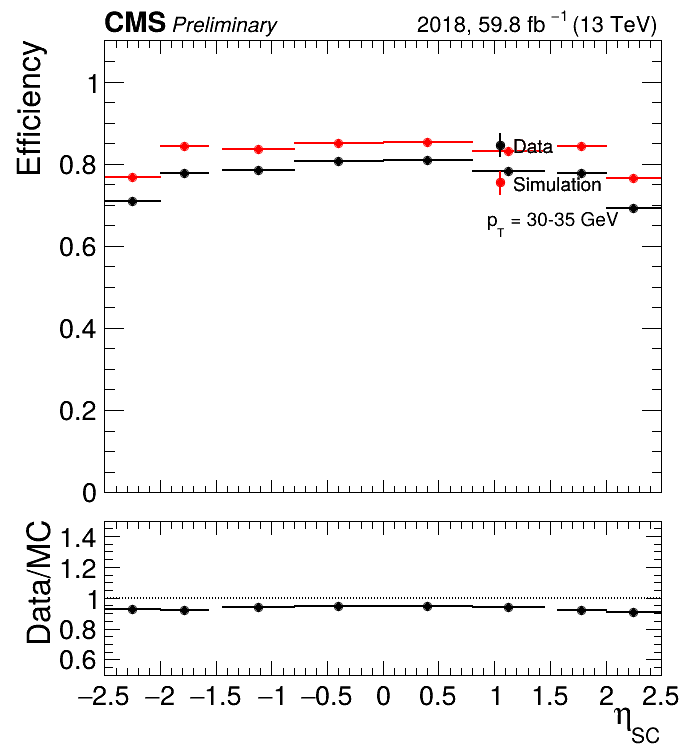 CMS Preliminary 2018, 59.8 fb⁻¹ (13 TeV)
Efficiency
1
0.8
0.6
0.4
0.2
0
Data
Simulation
p_T = 30-35 GeV
Data/MC
1.4
1.2
1
0.8
0.6
−2.5 −2 −1.5 −1 −0.5 0 0.5 1 1.5 2 2.5
η_SC